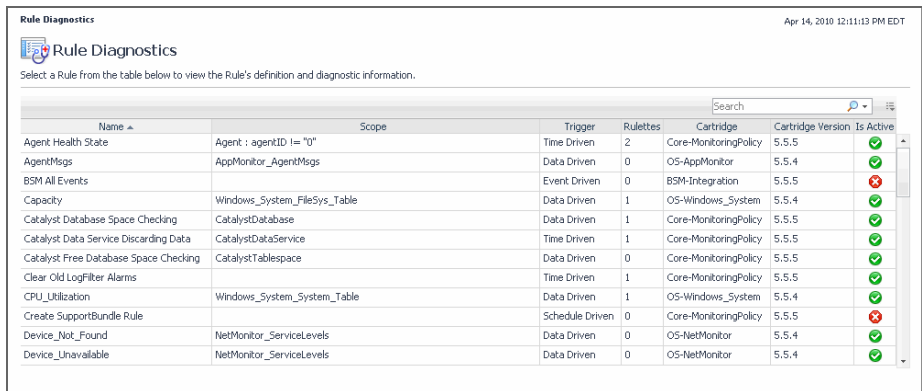 Rule Diagnostics
Apr 14, 2010 12:11:13 PM EDT
Rule Diagnostics
Select a Rule from the table below to view the Rule's definition and diagnostic information.
Search
Name Scope Trigger Rulettes Cartridge Cartridge Version Is Active
Agent Health State Agent : agentID != "0" Time Driven 2 Core-MonitoringPolicy 5.5.5
AgentMsgs AppMonitor_AgentMsgs Data Driven 0 OS-AppMonitor 5.5.4
BSM All Events Event Driven 0 BSM-Integration 5.5.5
Capacity Windows_System_FileSys_Table Data Driven 1 OS-Windows_System 5.5.4
Catalyst Database Space Checking CatalystDatabase Data Driven 1 Core-MonitoringPolicy 5.5.5
Catalyst Data Service Discarding Data CatalystDataService Time Driven 1 Core-MonitoringPolicy 5.5.5
Catalyst Free Database Space Checking CatalystTablespace Data Driven 0 Core-MonitoringPolicy 5.5.5
Clear Old LogFilter Alarms Time Driven 1 Core-MonitoringPolicy 5.5.5
CPU_Utilization Windows_System_System_Table Data Driven 1 OS-Windows_System 5.5.4
Create SupportBundle Rule Schedule Driven 0 Core-MonitoringPolicy 5.5.5
Device_Not_Found NetMonitor_ServiceLevels Data Driven 0 OS-NetMonitor 5.5.4
Device_Unavailable NetMonitor_ServiceLevels Data Driven 0 OS-NetMonitor 5.5.4